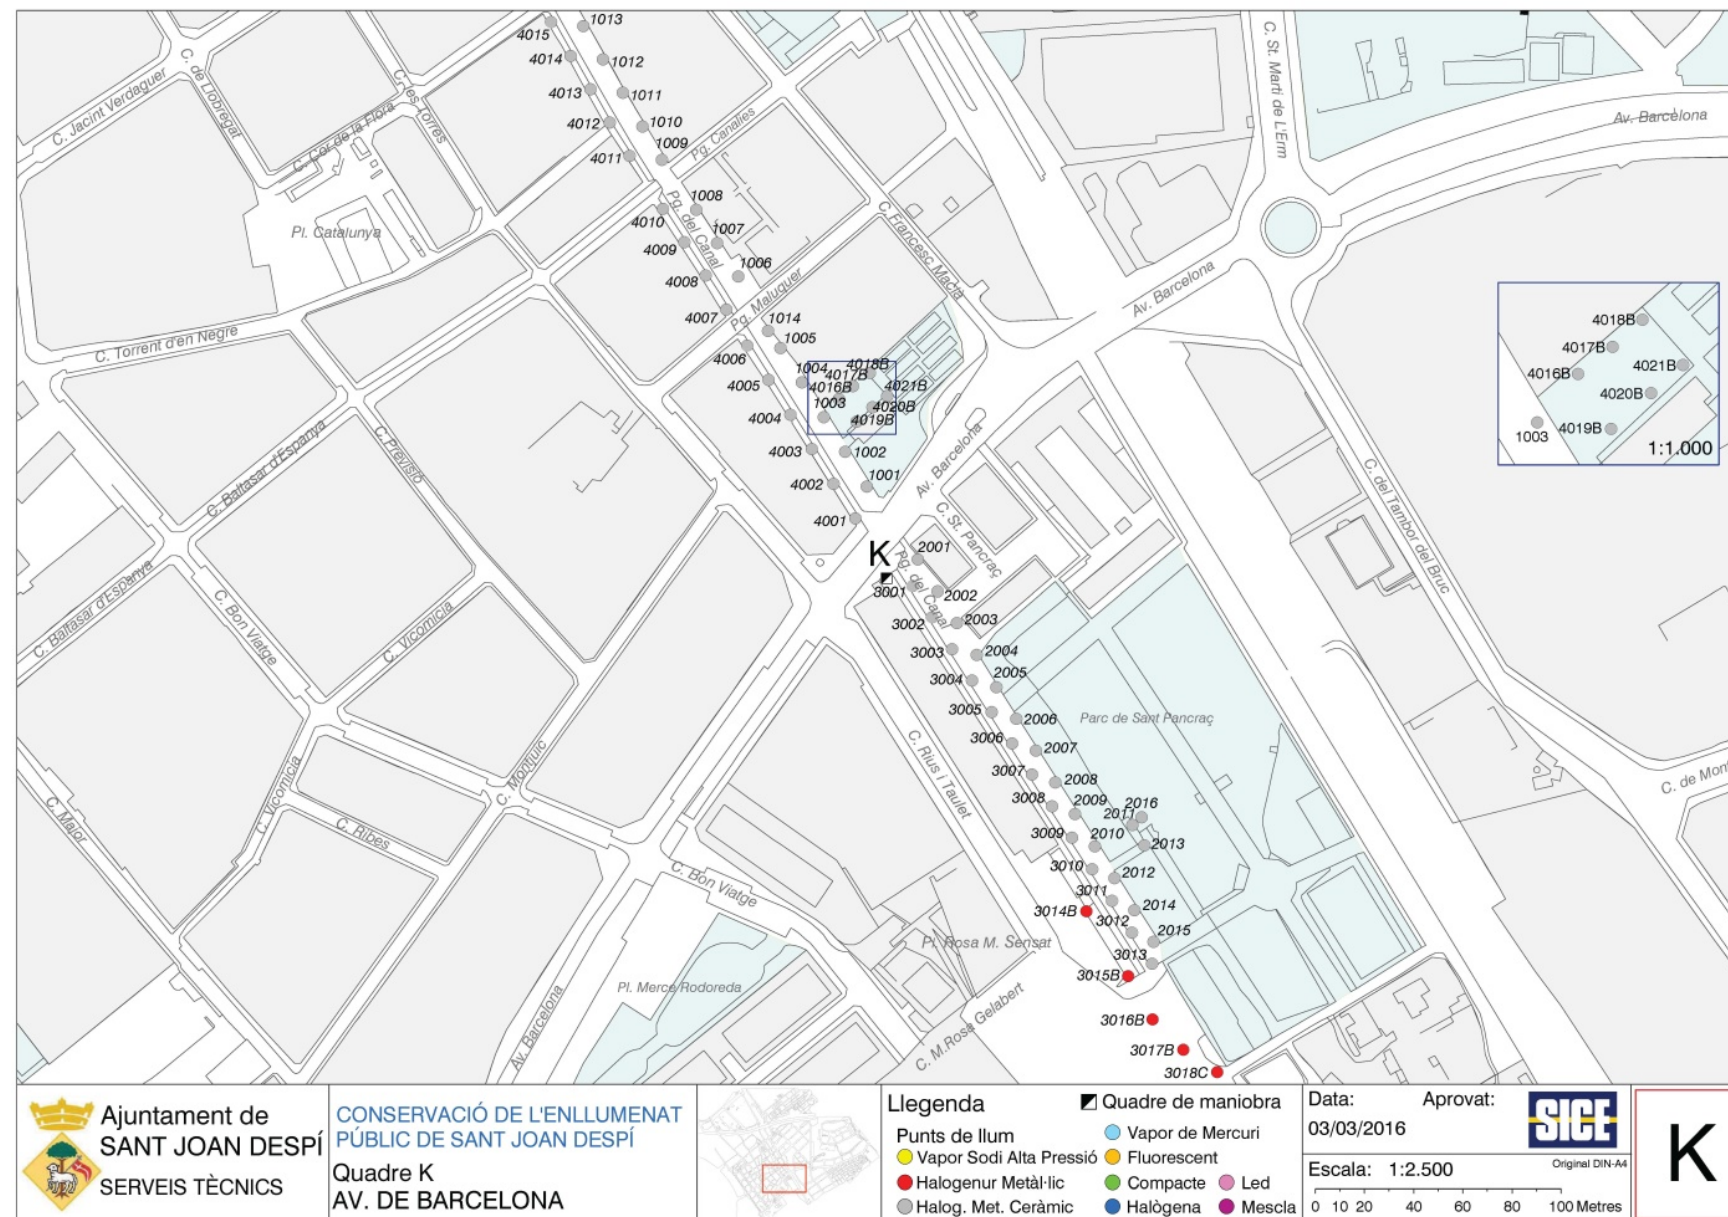 1013
4015
4014
1012
4013
1011
4012
1010
4011
1009
C. Jacint Verdaguer
C. de Llobregat
C. les Torres
C. Cor de la Flora
Pg. Canalies
C. St. Martí de L'Erm
Av. Barcelona
Pl. Catalunya
1008
4010
Pg. del Canal
1007
4009
1006
4008
C. Francesc Macià
4007
Pg. Maluquer
Av. Barcelona
C. Torrent d'en Negre
1014
4006
1005
4005
1004
4018B
4017B
4016B
4021B
1003
4020B
4019B
4004
4003
1002
4002
1001
4001
4018B
4017B
4016B
4021B
4020B
1003
4019B
1:1.000
C. Baltasar d'Espanya
C. Previsió
Av. Barcelona
C. St. Pancraç
C. del Tambor del Bruc
K
2001
Pg. del Canal
3001
2002
3002
2003
3003
2004
3004
2005
3005
2006
Parc de Sant Pancraç
3006
2007
3007
2008
3008
2009
2016
2011
3009
2010
2013
3010
2012
3011
3014B
2014
3012
2015
3013
3015B
3016B
3017B
3018C
C. Baltasar d'Espanya
C. Bon Viatge
C. Vicomicia
C. Rius i Taulet
C. Montjuic
C. Vicomicia
C. Major
C. Ribes
C. Bon Viatge
C. de Mont
Pl. Rosa M. Sensat
Pl. Mercè Rodoreda
C. M.Rosa Gelabert
Av. Barcelona
Ajuntament de
SANT JOAN DESPÍ
SERVEIS TÈCNICS
CONSERVACIÓ DE L'ENLLUMENAT
PÚBLIC DE SANT JOAN DESPÍ
Quadre K
AV. DE BARCELONA
Llegenda
Quadre de maniobra
Punts de llum
Vapor de Mercuri
Vapor Sodi Alta Pressió
Fluorescent
Halogenur Metàl·lic
Compacte
Led
Halog. Met. Ceràmic
Halògena
Mescla
Data:
Aprovat:
03/03/2016
SICE
Escala: 1:2.500
Original DIN-A4
0 10 20 40 60 80 100 Metres
K